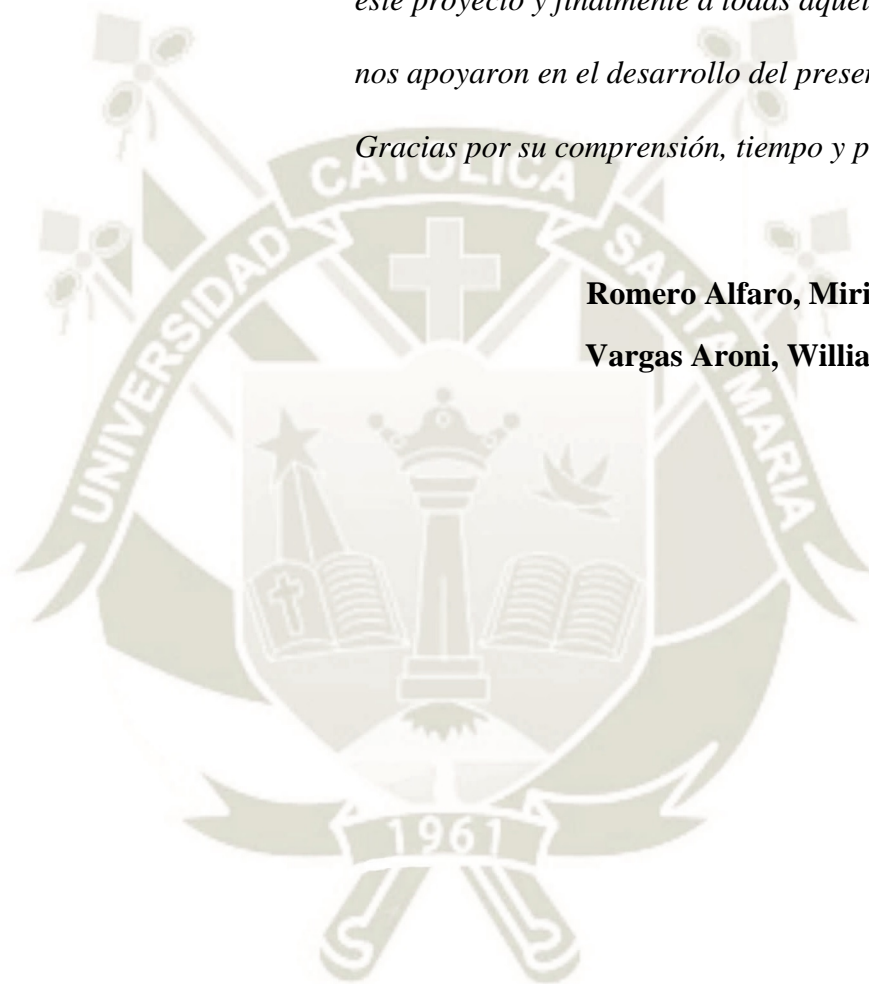 este proyecto y finalmente a todas aquel
nos apoyaron en el desarrollo del prese
Gracias por su comprensión, tiempo y p
Romero Alfaro, Miri
Vargas Aroni, Willia
UNIVERSIDAD CATOLICA SANTA MARIA
1961